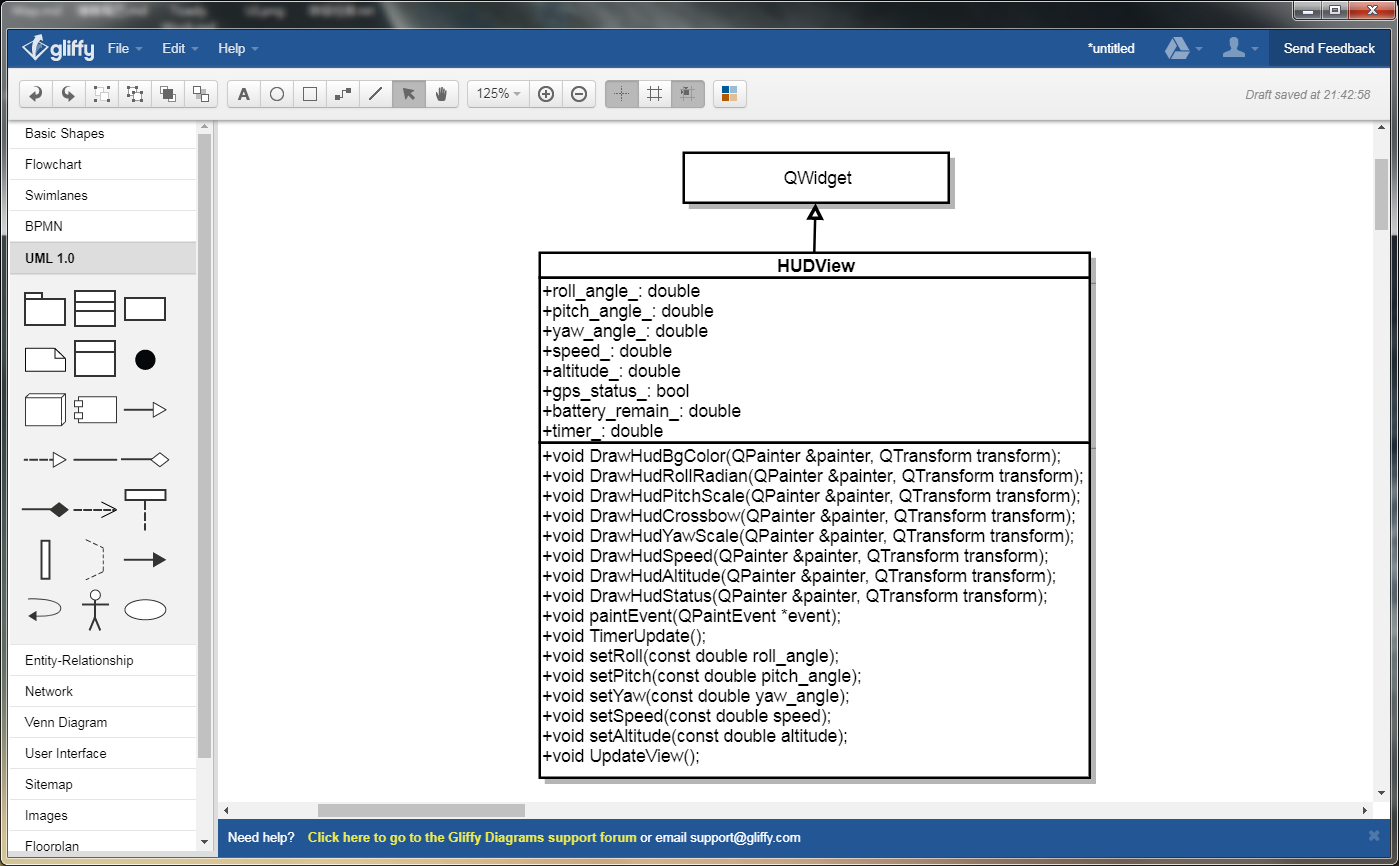 gliffy File Edit Help *untitled Send Feedback
A 125% Draft saved at 21:42:58
Basic Shapes
Flowchart
Swimlanes
BPMN
UML 1.0
Entity-Relationship
Network
Venn Diagram
User Interface
Sitemap
Images
Floorplan
QWidget
HUDView
+roll_angle_: double
+pitch_angle_: double
+yaw_angle_: double
+speed_: double
+altitude_: double
+gps_status_: bool
+battery_remain_: double
+timer_: double
+void DrawHudBgColor(QPainter &painter, QTransform transform);
+void DrawHudRollRadian(QPainter &painter, QTransform transform);
+void DrawHudPitchScale(QPainter &painter, QTransform transform);
+void DrawHudCrossbow(QPainter &painter, QTransform transform);
+void DrawHudYawScale(QPainter &painter, QTransform transform);
+void DrawHudSpeed(QPainter &painter, QTransform transform);
+void DrawHudAltitude(QPainter &painter, QTransform transform);
+void DrawHudStatus(QPainter &painter, QTransform transform);
+void paintEvent(QPaintEvent *event);
+void TimerUpdate();
+void setRoll(const double roll_angle);
+void setPitch(const double pitch_angle);
+void setYaw(const double yaw_angle);
+void setSpeed(const double speed);
+void setAltitude(const double altitude);
+void UpdateView();
Need help? Click here to go to the Gliffy Diagrams support forum or email support@gliffy.com